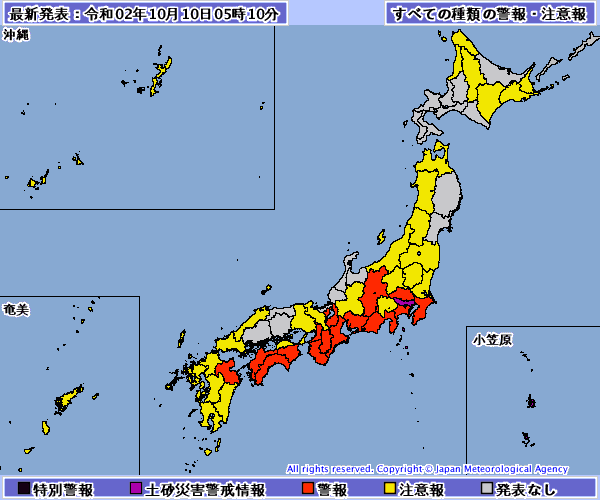 最新発表：令和02年10月10日05時10分
すべての種類の警報・注意報
沖縄
奄美
小笠原
All rights reserved. Copyright © Japan Meteorological Agency
特別警報
土砂災害警戒情報
警報
注意報
発表なし